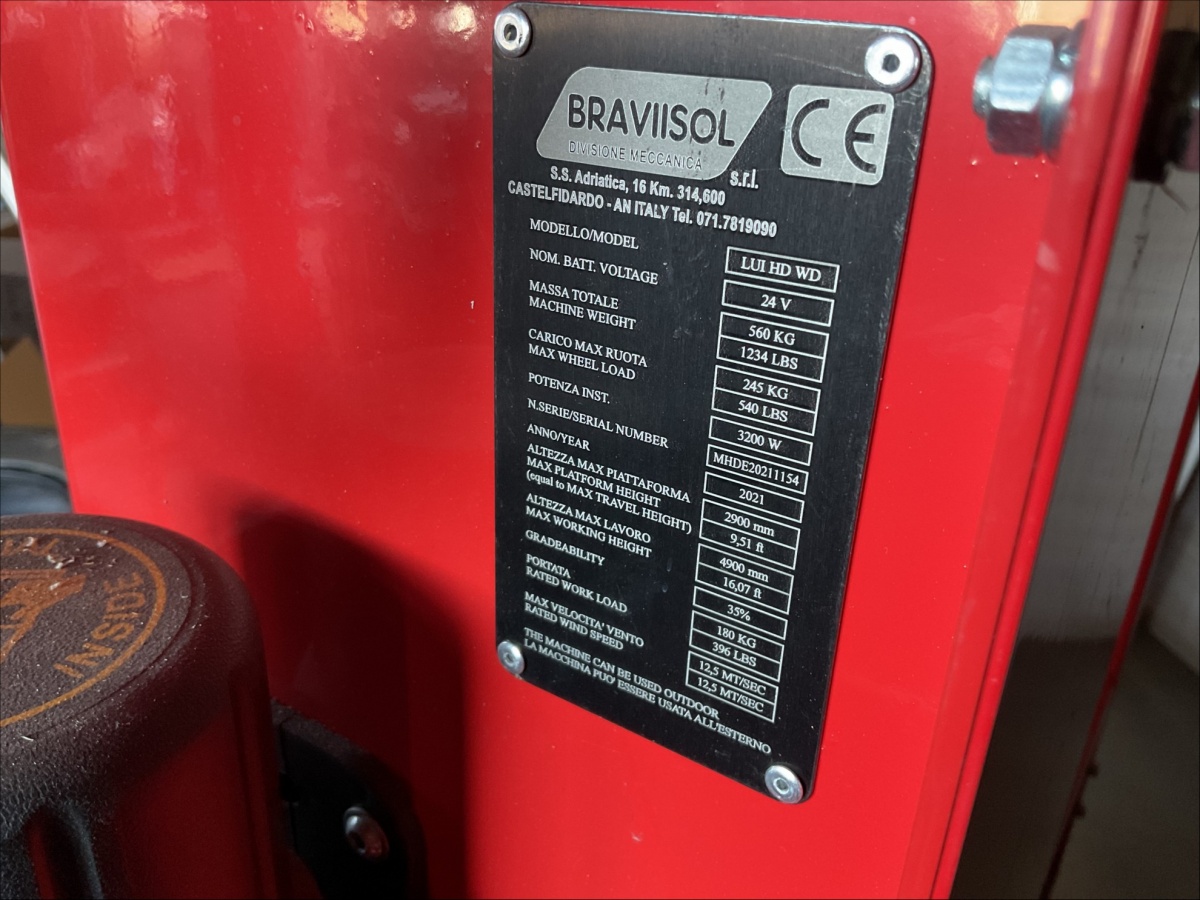 BRAVIISOL
DIVISIONE MECCANICA
s.r.l.
CE
S.S. Adriatica, 16 Km. 314,600
CASTELFIDARDO - AN ITALY Tel. 071.7819090
MODELLO/MODEL
LUI HD WD
NOM. BATT. VOLTAGE
24 V
MASSA TOTALE
560 KG
MACHINE WEIGHT
1234 LBS
CARICO MAX RUOTA
245 KG
MAX WHEEL LOAD
540 LBS
POTENZA INST.
3200 W
N.SERIE/SERIAL NUMBER
MHDE20211154
ANNO/YEAR
2021
ALTEZZA MAX PIATTAFORMA
2900 mm
MAX PLATFORM HEIGHT
9,51 ft
(equal to MAX TRAVEL HEIGHT)
ALTEZZA MAX LAVORO
4900 mm
MAX WORKING HEIGHT
16,07 ft
GRADEABILITY
35%
PORTATA
180 KG
RATED WORK LOAD
396 LBS
MAX VELOCITA' VENTO
12,5 MT/SEC
RATED WIND SPEED
12,5 MT/SEC
THE MACHINE CAN BE USED OUTDOOR
LA MACCHINA PUO' ESSERE USATA ALL'ESTERNO
INSIDE